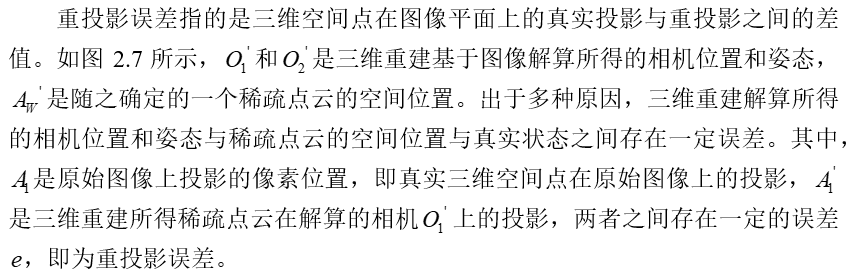 重投影误差指的是三维空间点在图像平面上的真实投影与重投影之间的差
值。如图 2.7 所示，O₁'和O₂'是三维重建基于图像解算所得的相机位置和姿态，
A_W'是随之确定的一个稀疏点云的空间位置。出于多种原因，三维重建解算所得
的相机位置和姿态与稀疏点云的空间位置与真实状态之间存在一定误差。其中，
A₁是原始图像上投影的像素位置，即真实三维空间点在原始图像上的投影，A₁'
是三维重建所得稀疏点云在解算的相机O₁'上的投影，两者之间存在一定的误差
e，即为重投影误差。